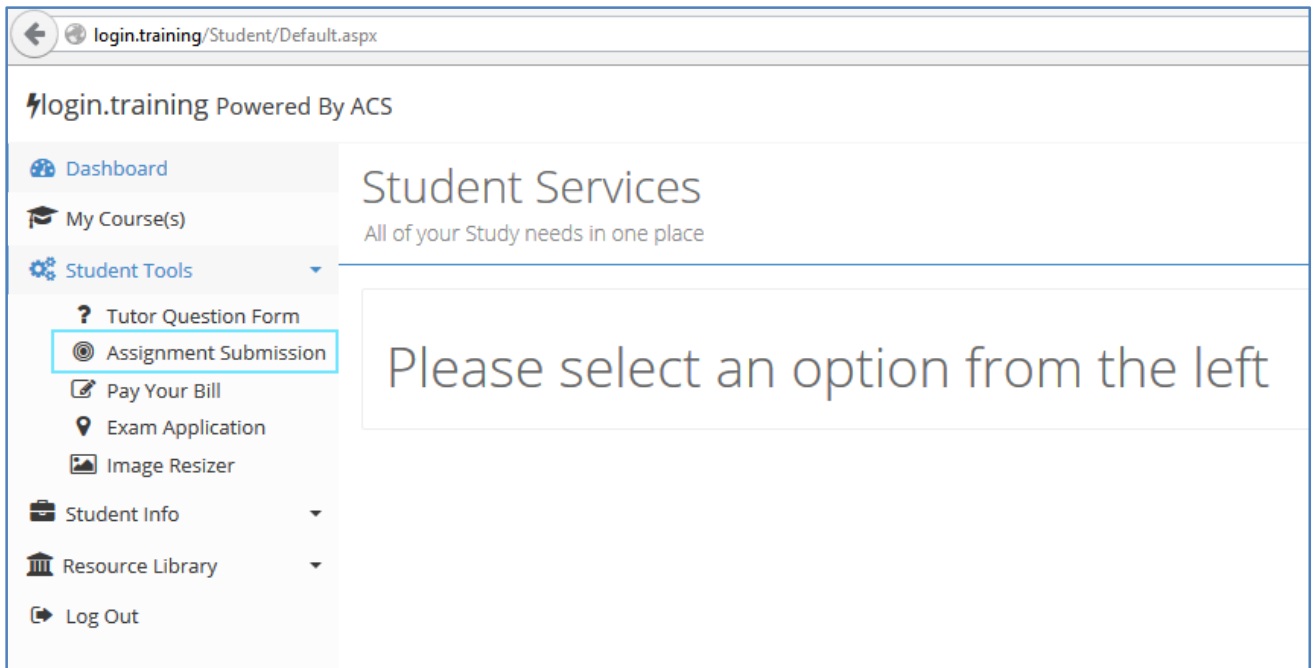 login.training/Student/Default.aspx
login.training Powered By ACS
Dashboard
My Course(s)
Student Tools
? Tutor Question Form
Assignment Submission
Pay Your Bill
Exam Application
Image Resizer
Student Info
Resource Library
Log Out
Student Services
All of your Study needs in one place
Please select an option from the left